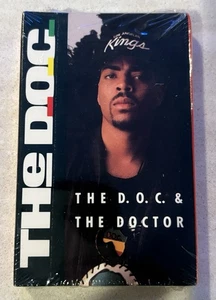 THE D.O.C.
Kings
THE D.O.C. &
THE DOCTOR